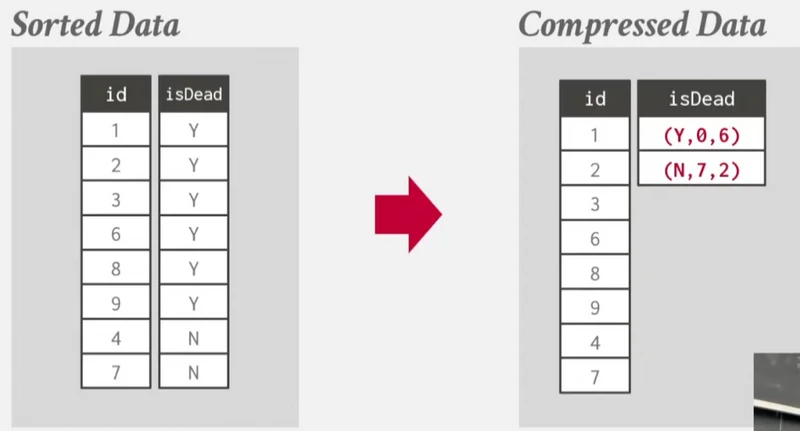 Sorted Data
id isDead
1 Y
2 Y
3 Y
6 Y
8 Y
9 Y
4 N
7 N
Compressed Data
id isDead
1 (Y,0,6)
2 (N,7,2)
3
6
8
9
4
7